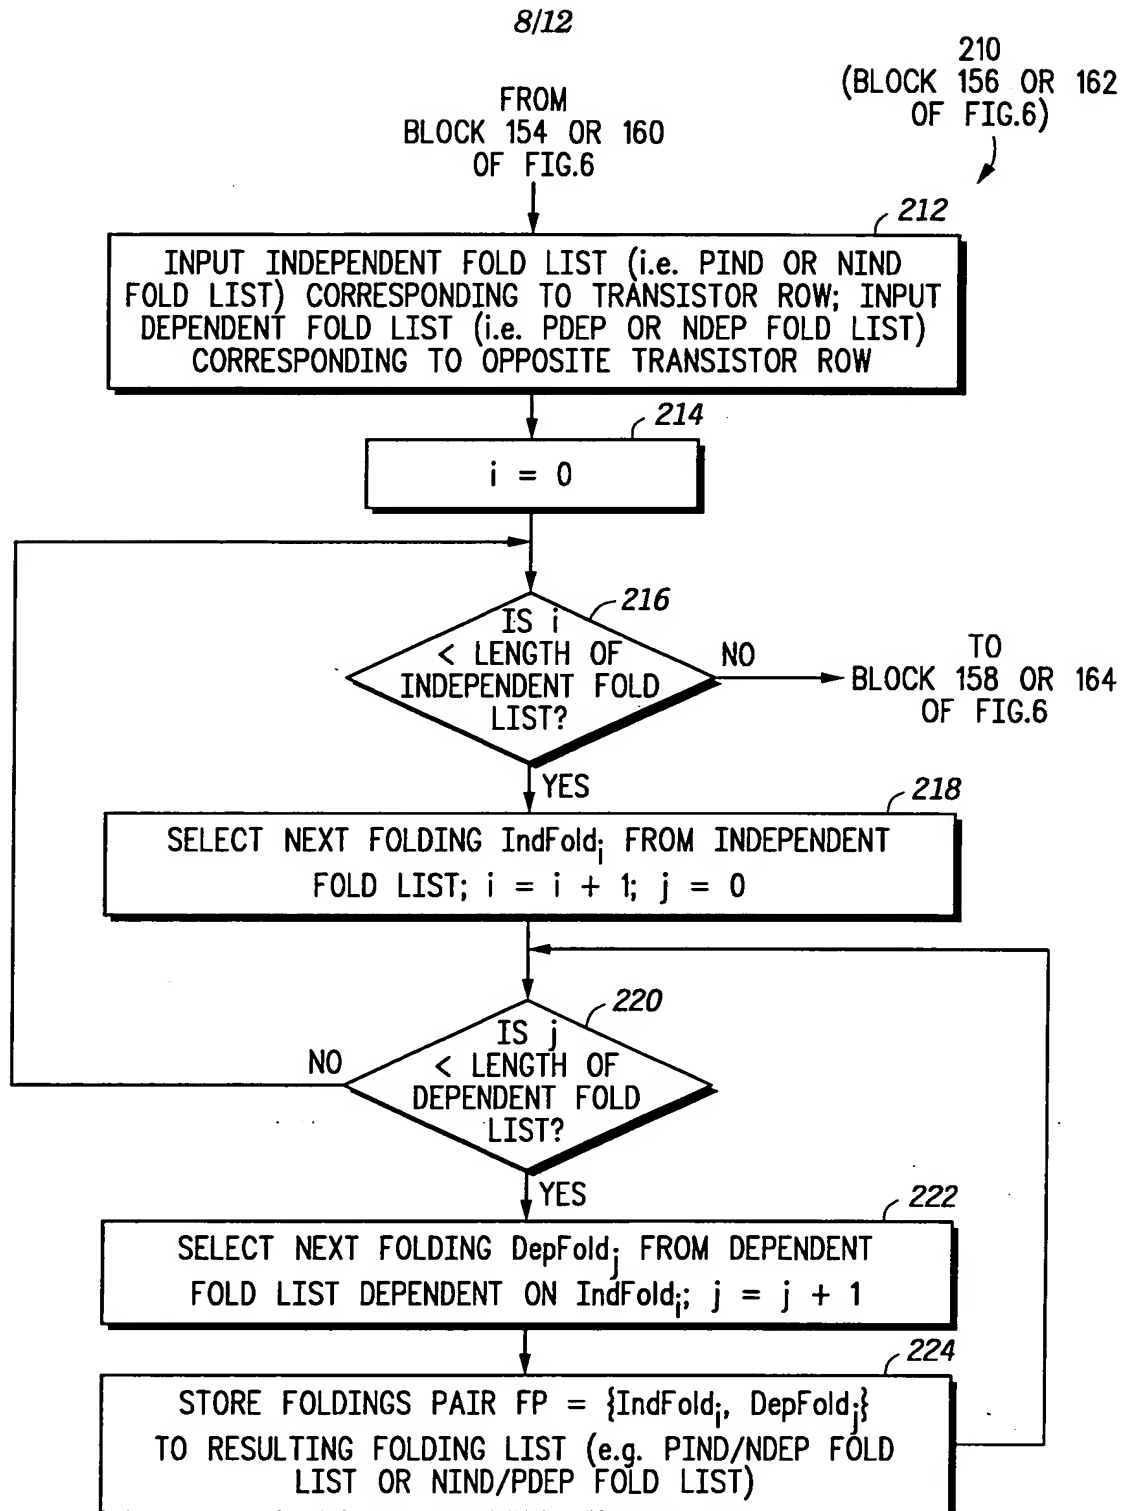 8/12
210
(BLOCK 156 OR 162
OF FIG.6)
FROM
BLOCK 154 OR 160
OF FIG.6
212
INPUT INDEPENDENT FOLD LIST (i.e. PIND OR NIND
FOLD LIST) CORRESPONDING TO TRANSISTOR ROW; INPUT
DEPENDENT FOLD LIST (i.e. PDEP OR NDEP FOLD LIST)
CORRESPONDING TO OPPOSITE TRANSISTOR ROW
214
i = 0
216
IS i
< LENGTH OF
INDEPENDENT FOLD
LIST?
NO
TO
BLOCK 158 OR 164
OF FIG.6
YES
218
SELECT NEXT FOLDING IndFoldi FROM INDEPENDENT
FOLD LIST; i = i + 1; j = 0
220
IS j
< LENGTH OF
DEPENDENT FOLD
LIST?
NO
YES
222
SELECT NEXT FOLDING DepFoldj FROM DEPENDENT
FOLD LIST DEPENDENT ON IndFoldi; j = j + 1
224
STORE FOLDINGS PAIR FP = {IndFoldi, DepFoldj}
TO RESULTING FOLDING LIST (e.g. PIND/NDEP FOLD
LIST OR NIND/PDEP FOLD LIST)